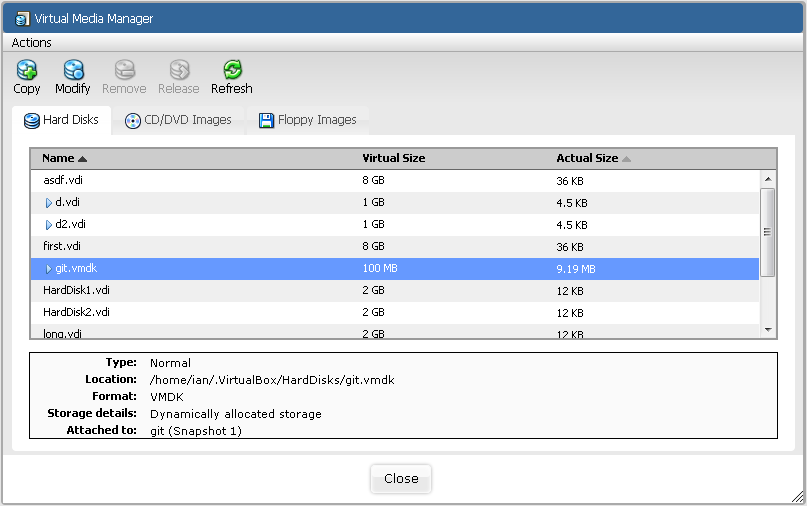 Virtual Media Manager
Actions
Copy Modify Remove Release Refresh
Hard Disks CD/DVD Images Floppy Images
Name Virtual Size Actual Size
asdf.vdi 8 GB 36 KB
d.vdi 1 GB 4.5 KB
d2.vdi 1 GB 4.5 KB
first.vdi 8 GB 36 KB
git.vmdk 100 MB 9.19 MB
HardDisk1.vdi 2 GB 12 KB
HardDisk2.vdi 2 GB 12 KB
long.vdi 2 GB 12 KB
Type: Normal
Location: /home/ian/.VirtualBox/HardDisks/git.vmdk
Format: VMDK
Storage details: Dynamically allocated storage
Attached to: git (Snapshot 1)
Close